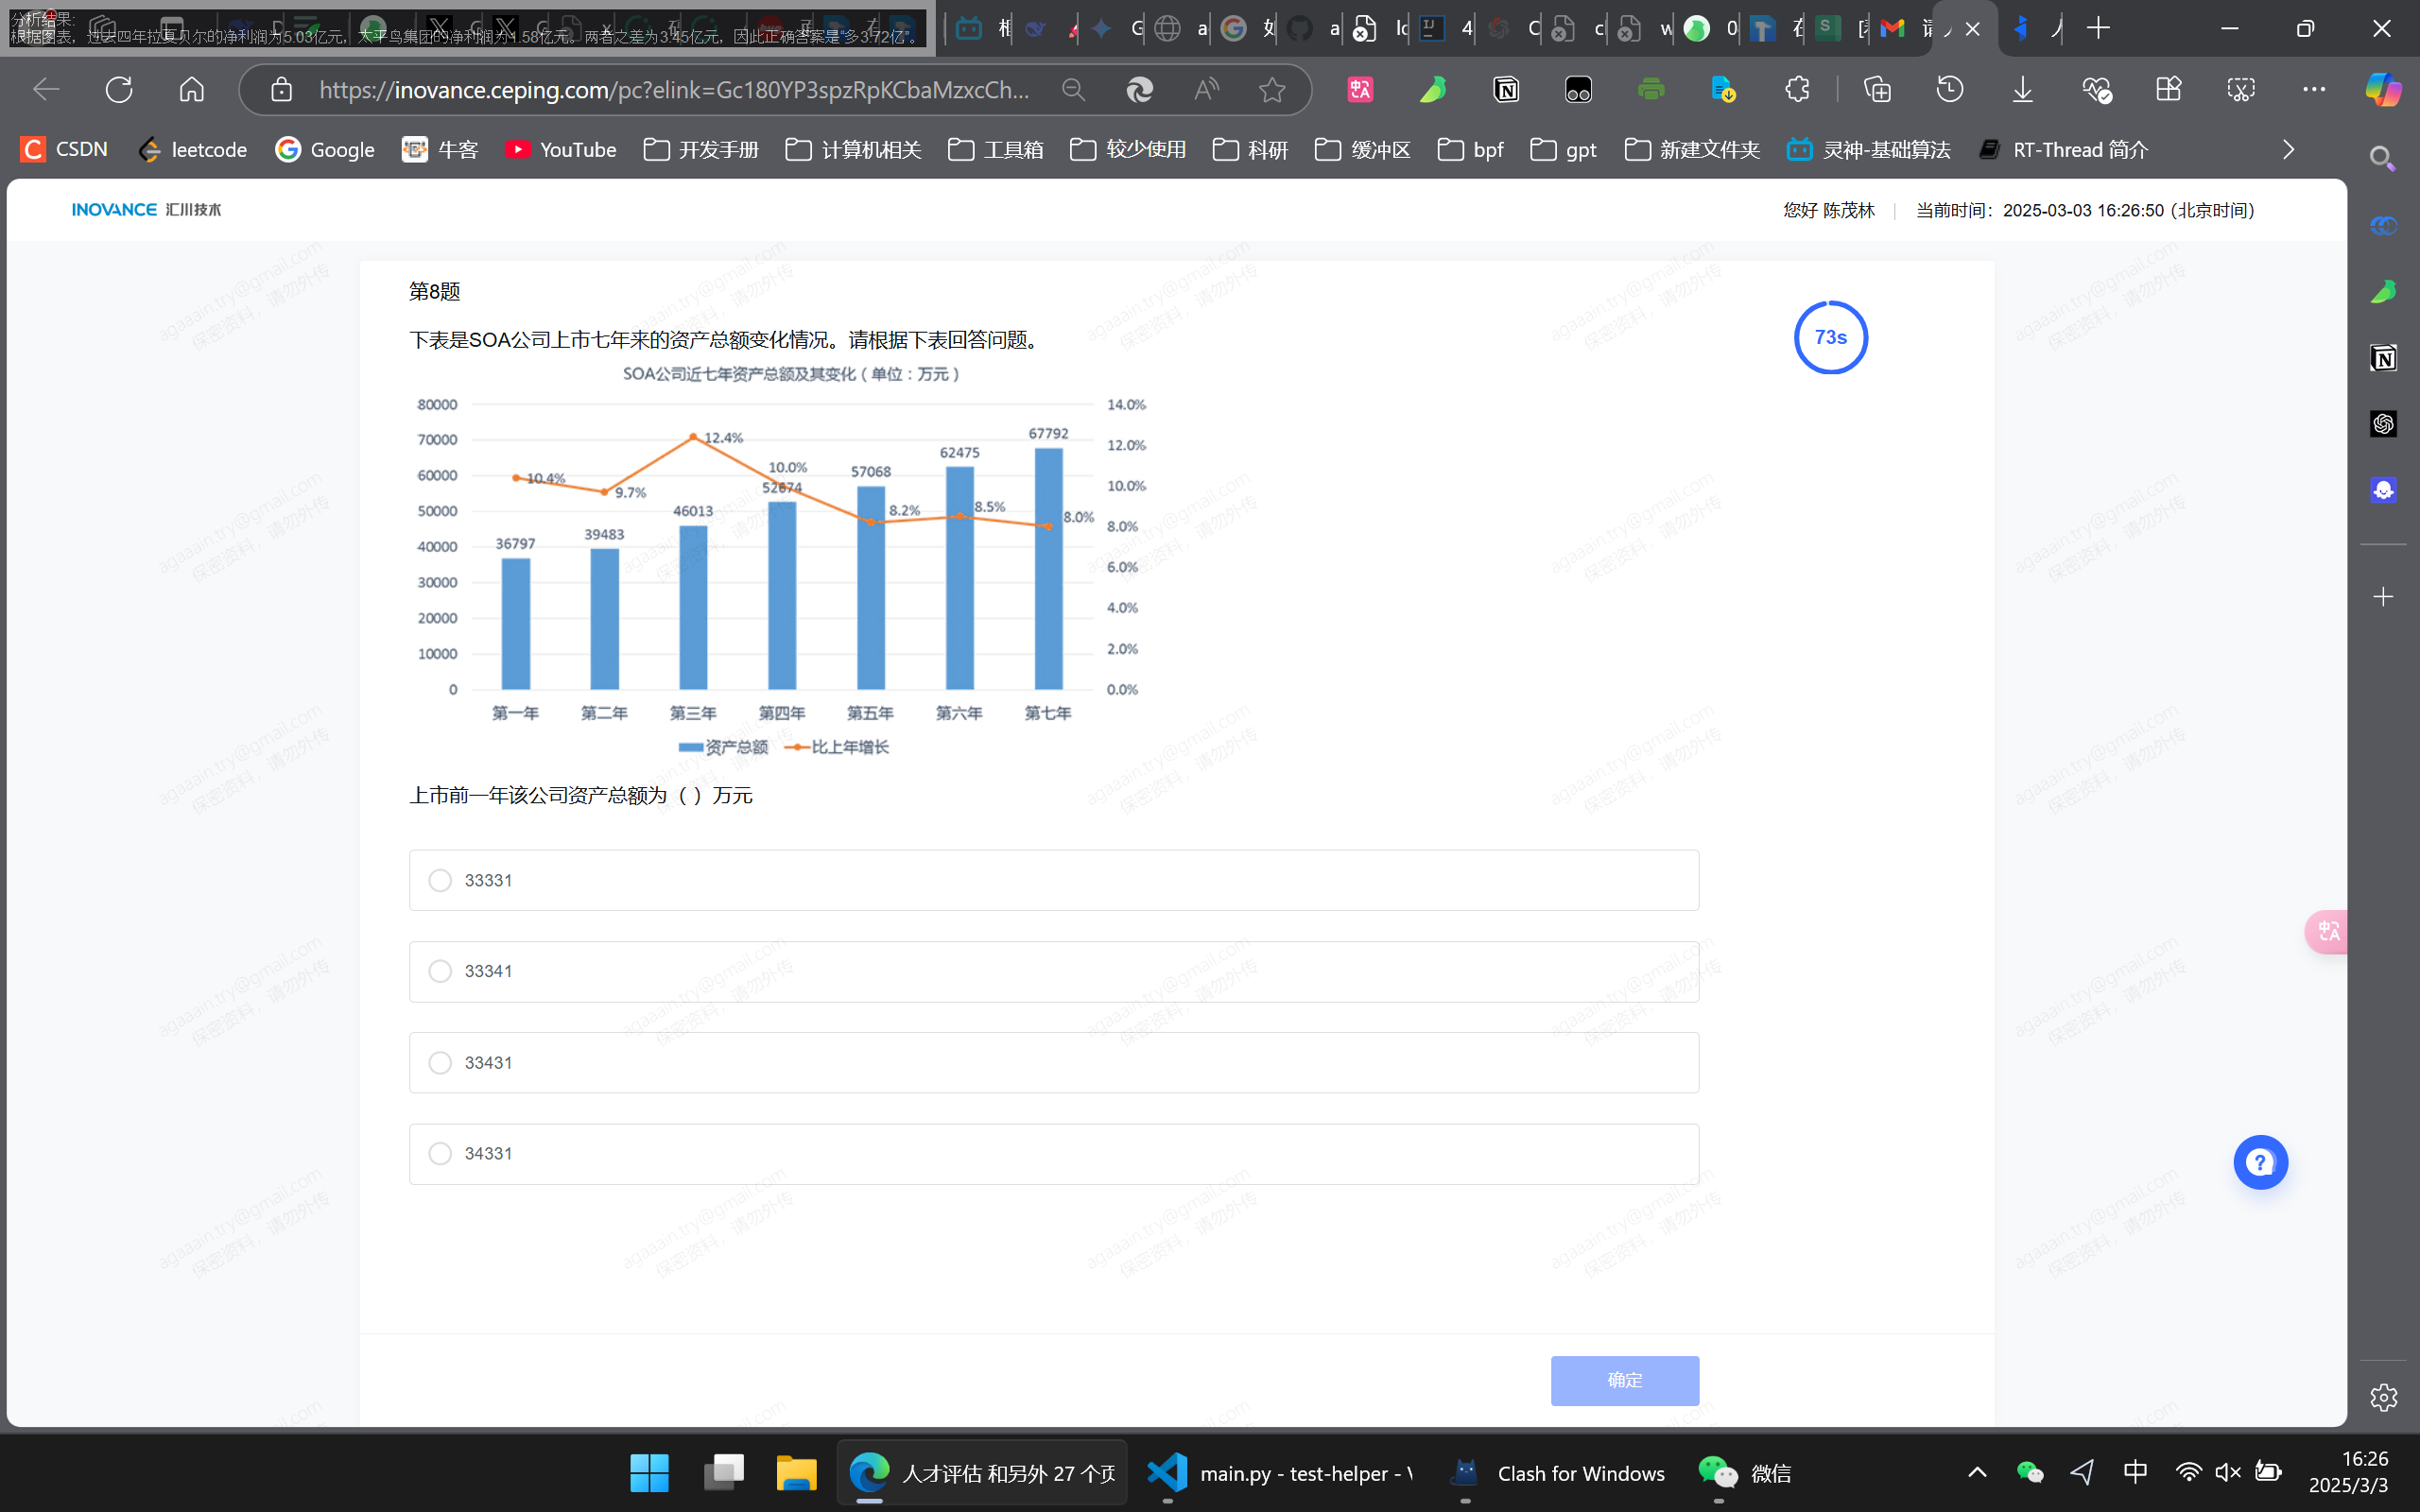 分析结果:
根据图表，过去四年拉夏贝尔的净利润为5.03亿元，太平鸟集团的净利润为1.58亿元。两者之差为3.45亿元，因此正确答案是“多3.72亿”。
https://inovance.ceping.com/pc?elink=Gc180YP3spzRpKCbaMzxcCh...
CSDN
leetcode
Google
牛客
YouTube
开发手册
计算机相关
工具箱
较少使用
科研
缓冲区
bpf
gpt
新建文件夹
灵神-基础算法
RT-Thread 简介
INOVANCE 汇川技术
您好 陈茂林
当前时间：2025-03-03 16:26:50 (北京时间)
第8题
73s
下表是SOA公司上市七年来的资产总额变化情况。请根据下表回答问题。
SOA公司近七年资产总额及其变化（单位：万元）
80000
70000
60000
50000
40000
30000
20000
10000
0
14.0%
12.0%
10.0%
8.0%
6.0%
4.0%
2.0%
0.0%
36797
39483
46013
52674
57068
62475
67792
10.4%
9.7%
12.4%
10.0%
8.2%
8.5%
8.0%
第一年 第二年 第三年 第四年 第五年 第六年 第七年
资产总额 比上年增长
上市前一年该公司资产总额为（ ）万元
33331
33341
33431
34331
确定
agaaain.try@gmail.com
保密资料，请勿外传
人才评估 和另外 27 个页
main.py - test-helper - V
Clash for Windows
微信
中
16:26
2025/3/3